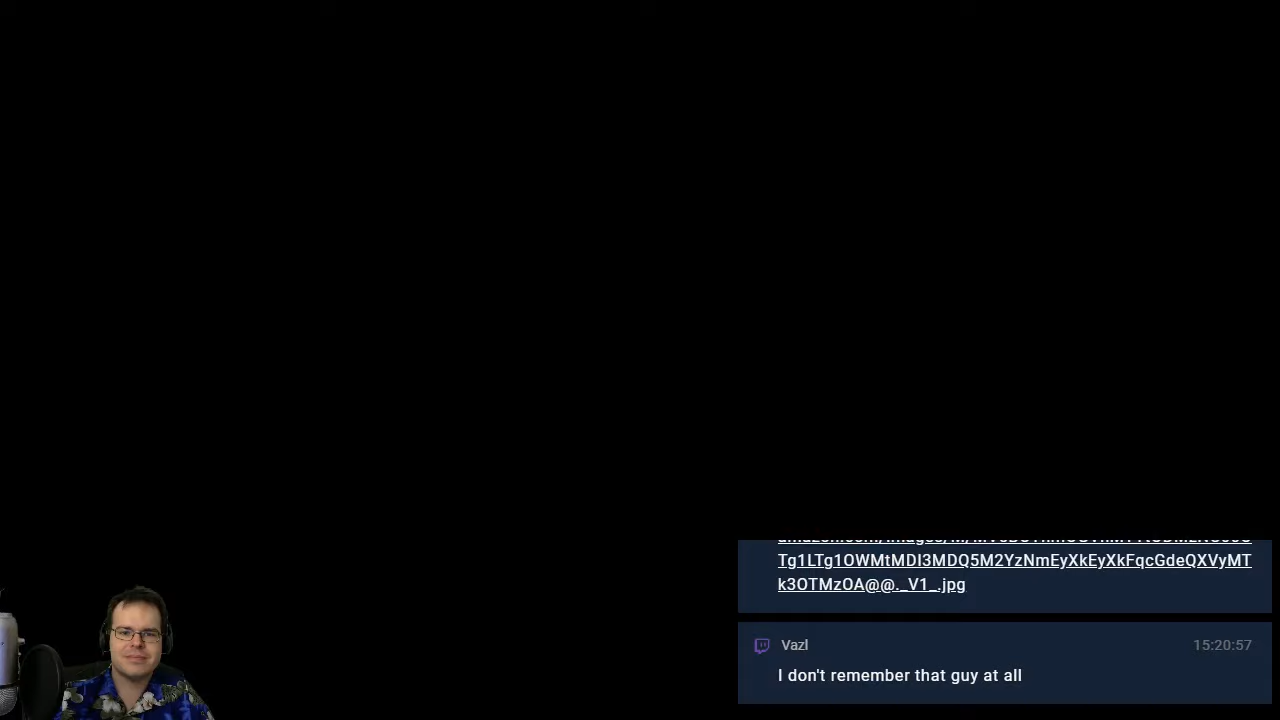 Tg1LTg1OWMtMDI3MDQ5M2YzNmEyXkEyXkFqcGdeQXVyMT
k3OTMzOA@@._V1_.jpg
Vazl
15:20:57
I don't remember that guy at all